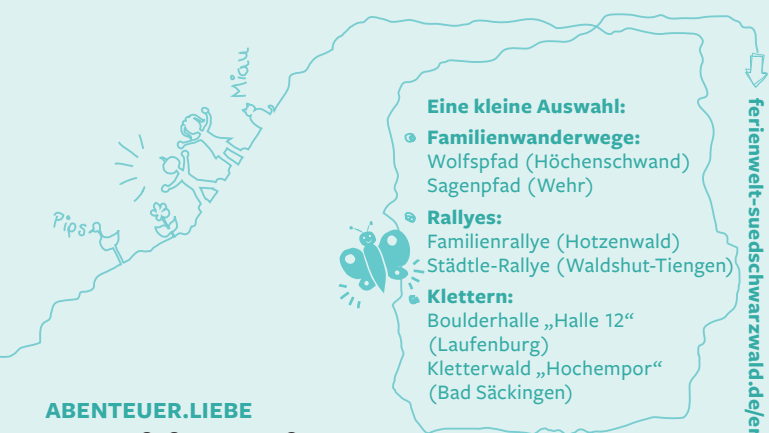 Miau
Pips
Eine kleine Auswahl:
Familienwanderwege:
Wolfspfad (Höchenschwand)
Sagenpfad (Wehr)
Rallyes:
Familienrallye (Hotzenwald)
Städtle-Rallye (Waldshut-Tiengen)
Klettern:
Boulderhalle „Halle 12“
(Laufenburg)
Kletterwald „Hochempor“
(Bad Säckingen)
ferienwelt-suedschwarzwald.de/er
ABENTEUER.LIEBE